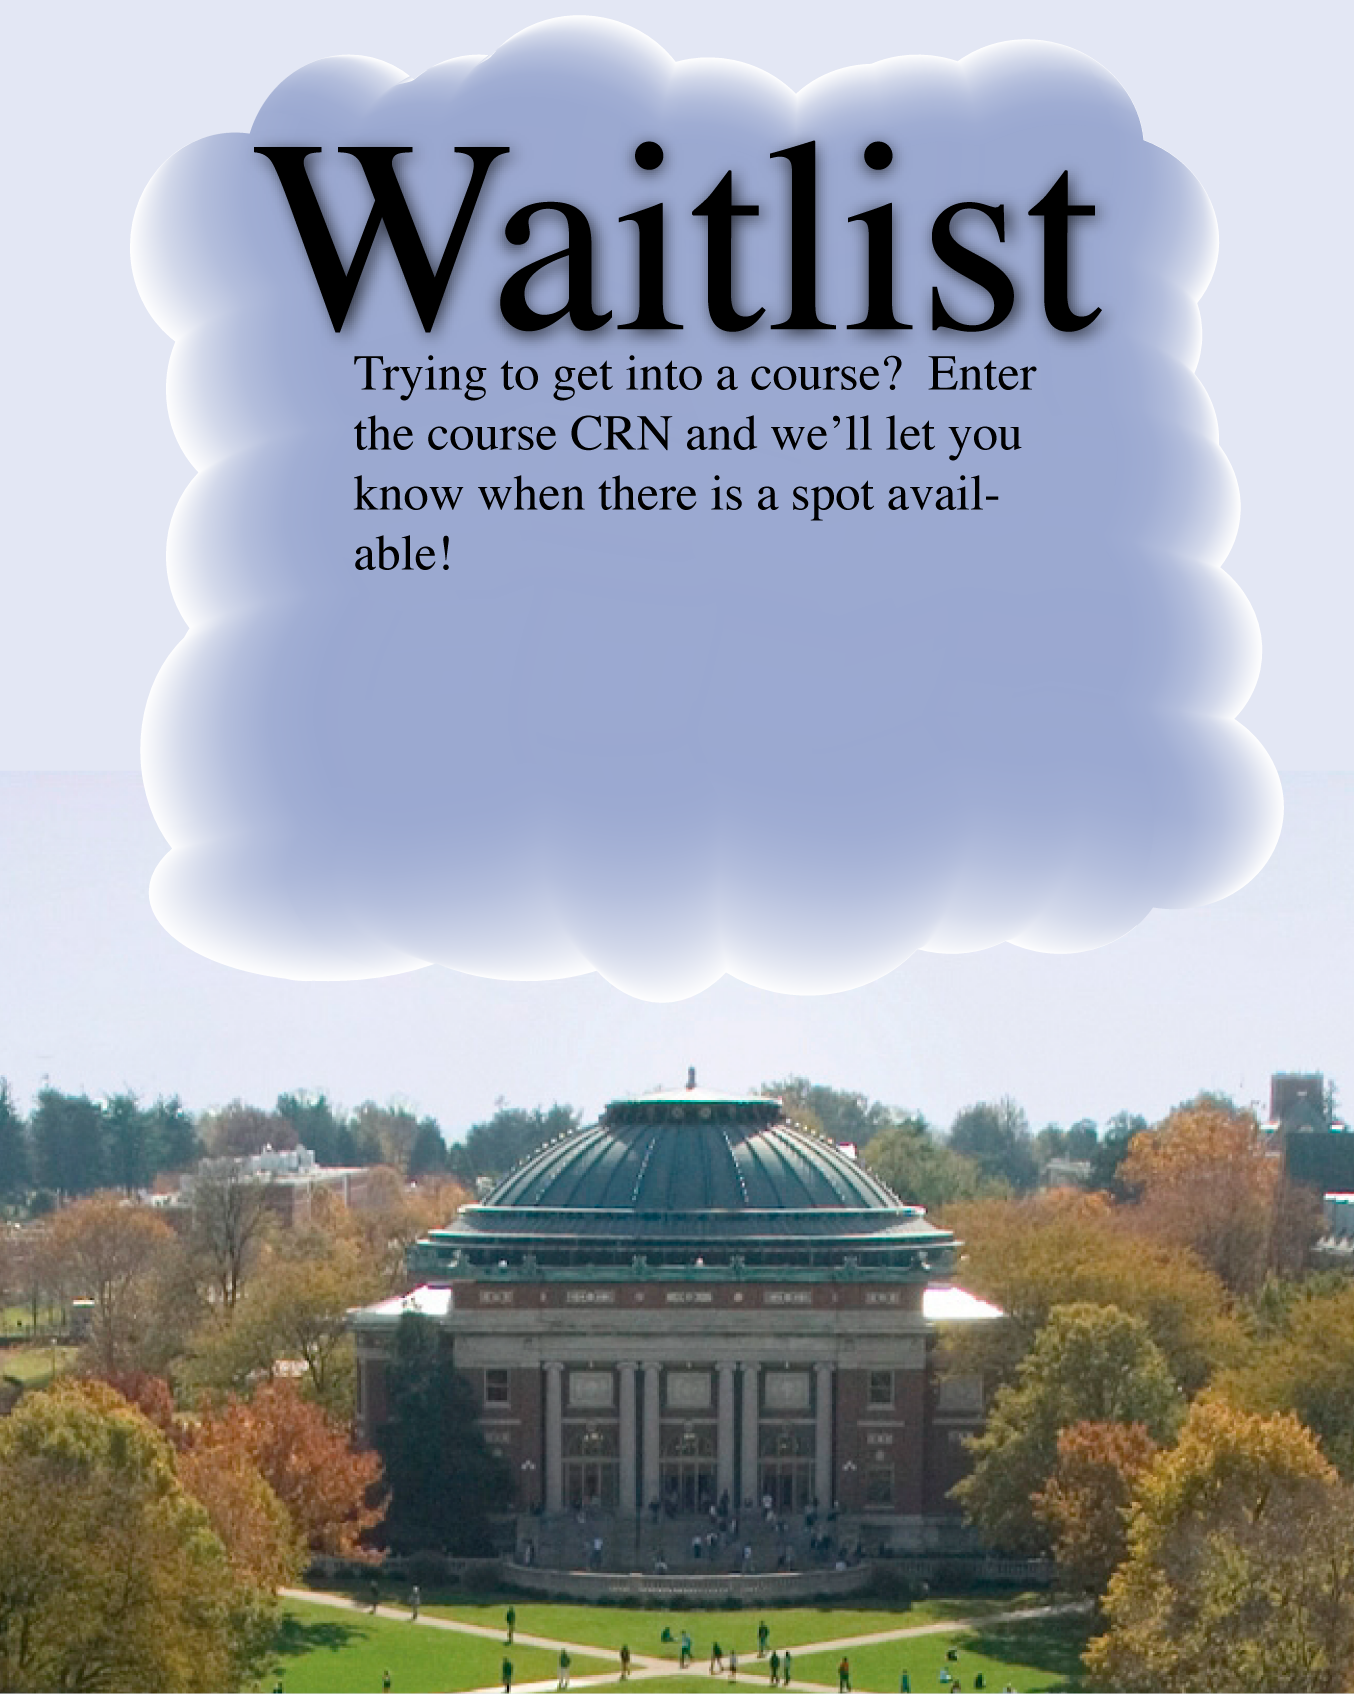 Waitlist
Trying to get into a course?  Enter
the course CRN and we’ll let you
know when there is a spot avail-
able!